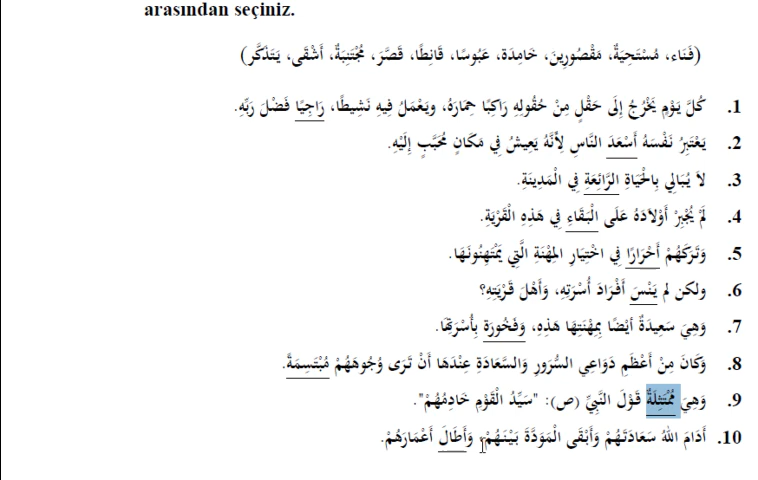 arasından seçiniz.
(فَنَاء، مُسْتَحِيَةٌ، مَقْصُورِينَ، خَامِدَة، عَبُوسًا، قَانِطًا، قَصَّرَ، مُجْتَنِبَةٌ، أَشْقَى، يَتَذَكَّر)
1. كُلَّ يَوْمٍ يَخْرُجُ إِلَى حَقْلٍ مِنْ حُقُولِهِ رَاكِبًا حِمَارَهُ، ويَعْمَلُ فِيهِ نَشِيطًا، رَاجِيًا فَضْلَ رَبِّهِ.
2. يَعْتَبِرُ نَفْسَهُ أَسْعَدَ النَّاسِ لِأَنَّهُ يَعِيشُ فِي مَكَانٍ مُحَبَّبٍ إِلَيْهِ.
3. لاَ يُبَالِي بِالْحَيَاةِ الرَّائِعَةِ فِي الْمَدِينَةِ.
4. لَمْ يُجْبِرْ أَوْلاَدَهُ عَلَى الْبَقَاءِ فِي هَذِهِ الْقَرْيَةِ.
5. وَتَرَكَهُمْ أَحْرَارًا فِي اخْتِيَارِ المِهْنَةِ الَّتِي يَمْتَهِنُونَهَا.
6. ولكن لم يَنْسَ أَفْرَادَ أُسْرَتِهِ، وَأَهْلَ قَرْيَتِهِ؟
7. وَهِيَ سَعِيدَةٌ أَيْضًا بِمِهْنَتِهَا هَذِهِ، وَفَخُورَة بِأُسْرَتِهَا.
8. وَكَانَ مِنْ أَعْظَمِ دَوَاعِي السُّرُورِ وَالسَّعَادَةِ عِنْدَهَا أَنْ تَرَى وُجُوهَهُمْ مُبْتَسِمَةً.
9. وَهِيَ مُمْتَثِلَةٌ قَوْلَ النَّبِيِّ (ص): "سَيِّدُ الْقَوْمِ خَادِمُهُمْ".
10. أَدَامَ اللهُ سَعَادَتَهُمْ وَأَبْقَى الْمَوَدَّةَ بَيْنَهُمْ وَأَطَالَ أَعْمَارَهُمْ.